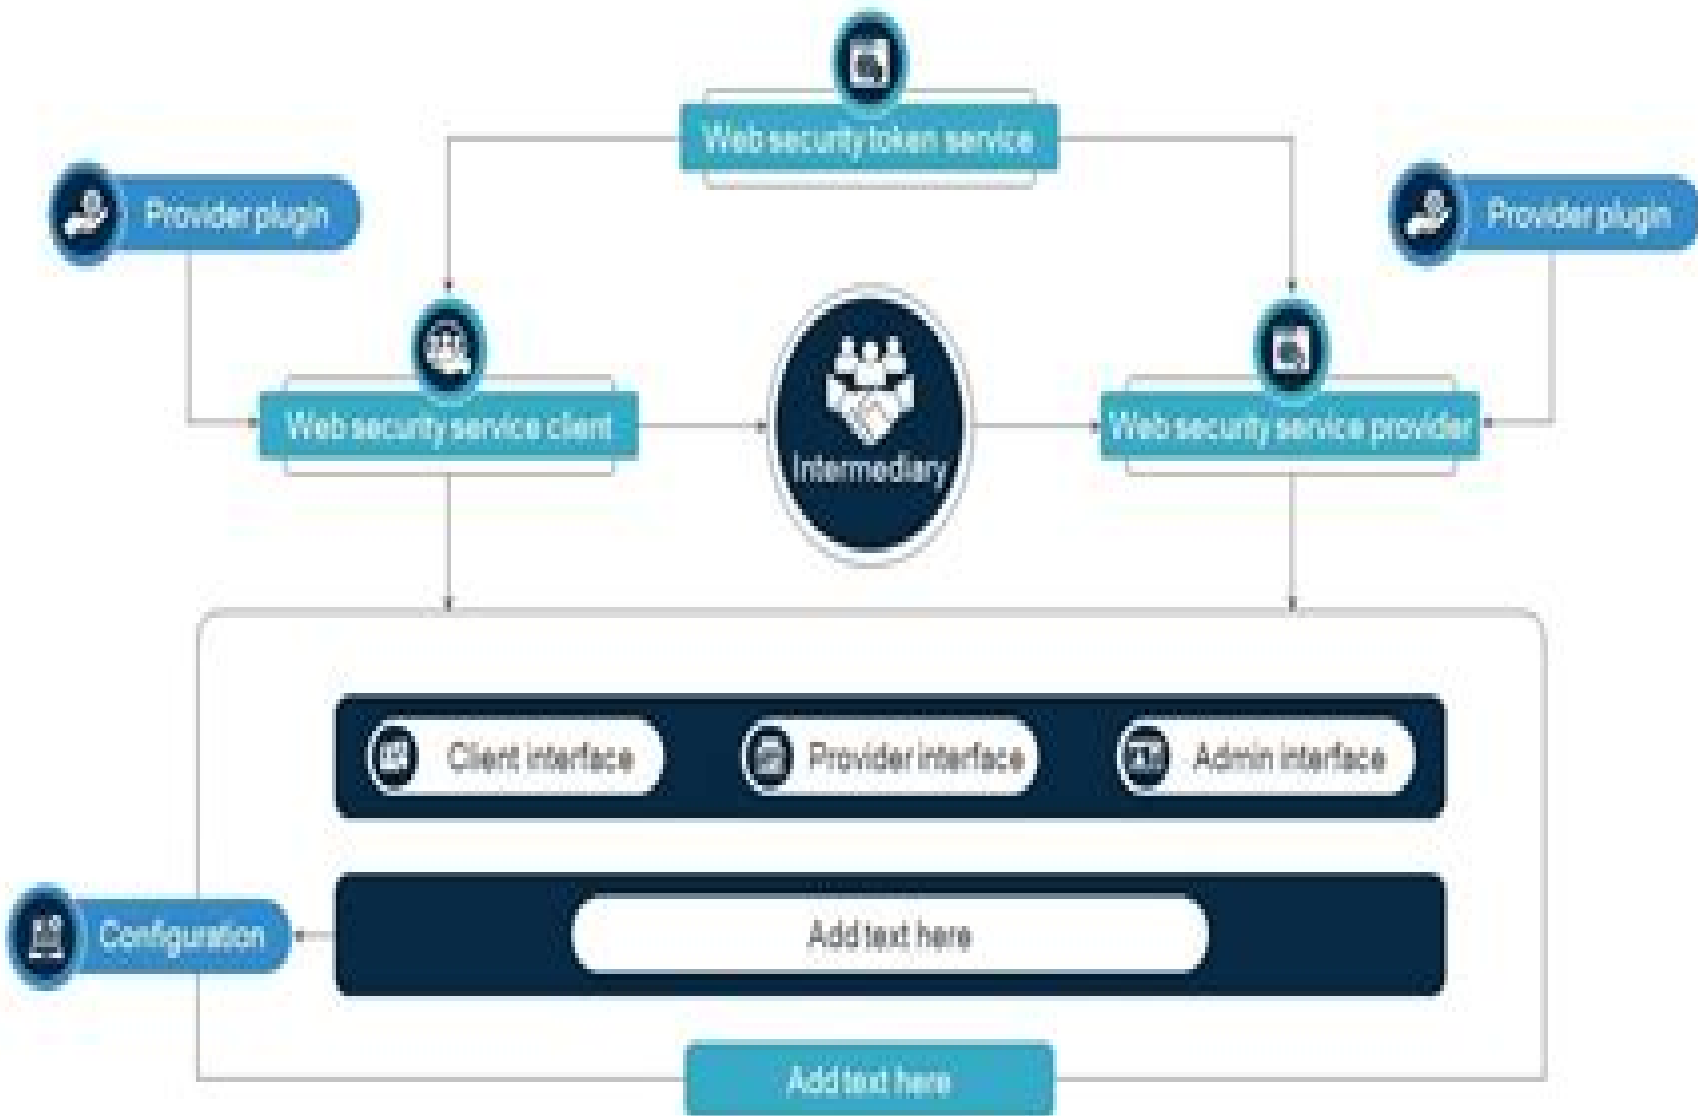 Web security token service
Provider plugin
Provider plugin
Web security service client
Intermediary
Web security service provider
Client interface
Provider interface
Admin interface
Configuration
Add text here
Add text here